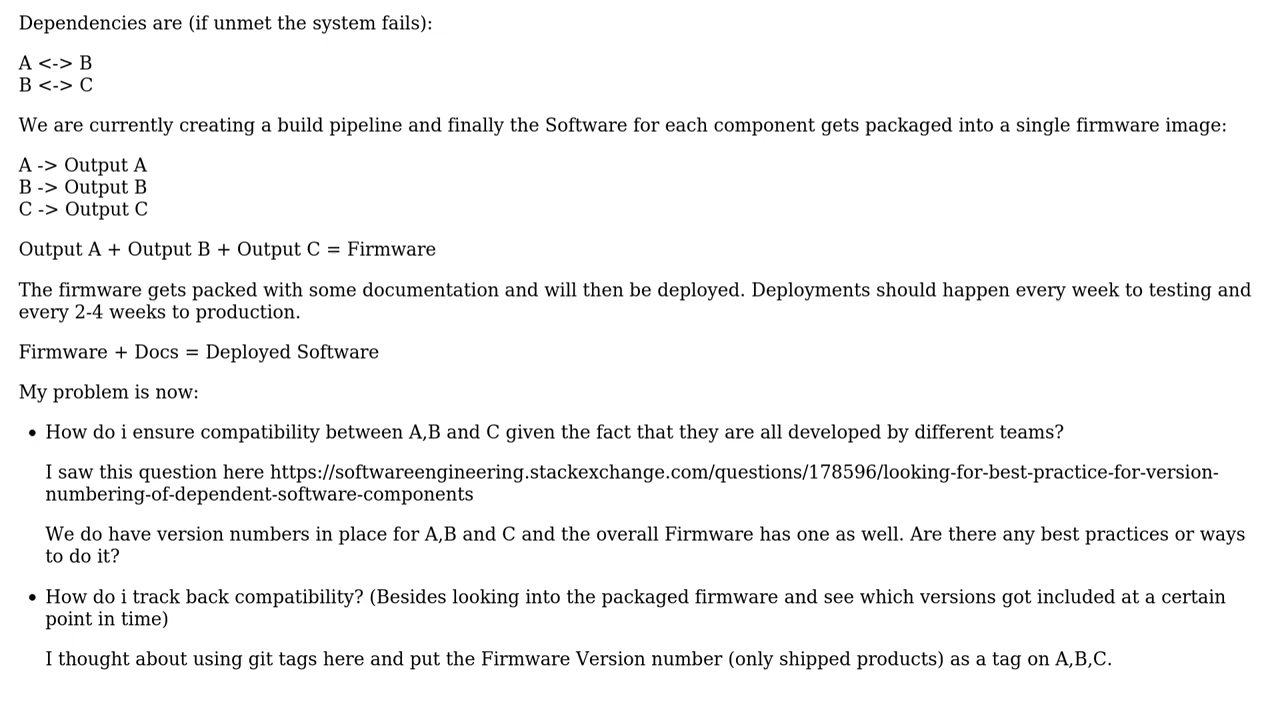 Dependencies are (if unmet the system fails):
A <-> B
B <-> C
We are currently creating a build pipeline and finally the Software for each component gets packaged into a single firmware image:
A -> Output A
B -> Output B
C -> Output C
Output A + Output B + Output C = Firmware
The firmware gets packed with some documentation and will then be deployed. Deployments should happen every week to testing and
every 2-4 weeks to production.
Firmware + Docs = Deployed Software
My problem is now:
• How do i ensure compatibility between A,B and C given the fact that they are all developed by different teams?
I saw this question here https://softwareengineering.stackexchange.com/questions/178596/looking-for-best-practice-for-version-
numbering-of-dependent-software-components
We do have version numbers in place for A,B and C and the overall Firmware has one as well. Are there any best practices or ways
to do it?
• How do i track back compatibility? (Besides looking into the packaged firmware and see which versions got included at a certain
point in time)
I thought about using git tags here and put the Firmware Version number (only shipped products) as a tag on A,B,C.